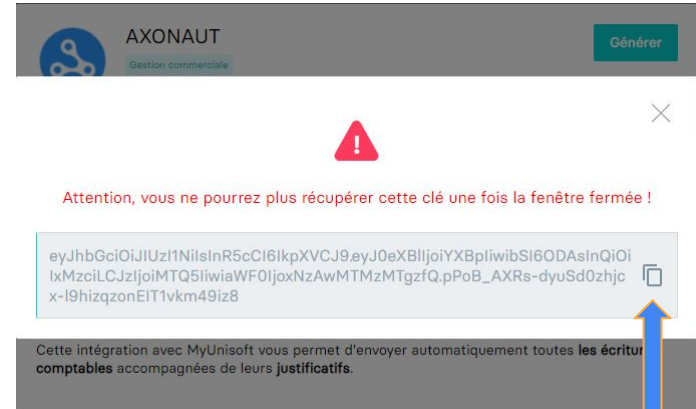 AXONAUT
Générer
Gestion commerciale
Attention, vous ne pourrez plus récupérer cette clé une fois la fenêtre fermée !
eyJhbGciOiJIUzI1NiIsInR5cCI6IkpXVCJ9.eyJ0eXBlIjoiYXBpIiwibSI6ODAsInQiOi
IxMzciLCJzIjoiMTQ5IiwiaWF0IjoxNzAwMTMzMTgzfQ.pPoB_AXRs-dyuSd0zhjc
x-I9hizqzonEIT1vkm49iz8
Cette intégration avec MyUnisoft vous permet d'envoyer automatiquement toutes les écritur
comptables accompagnées de leurs justificatifs.